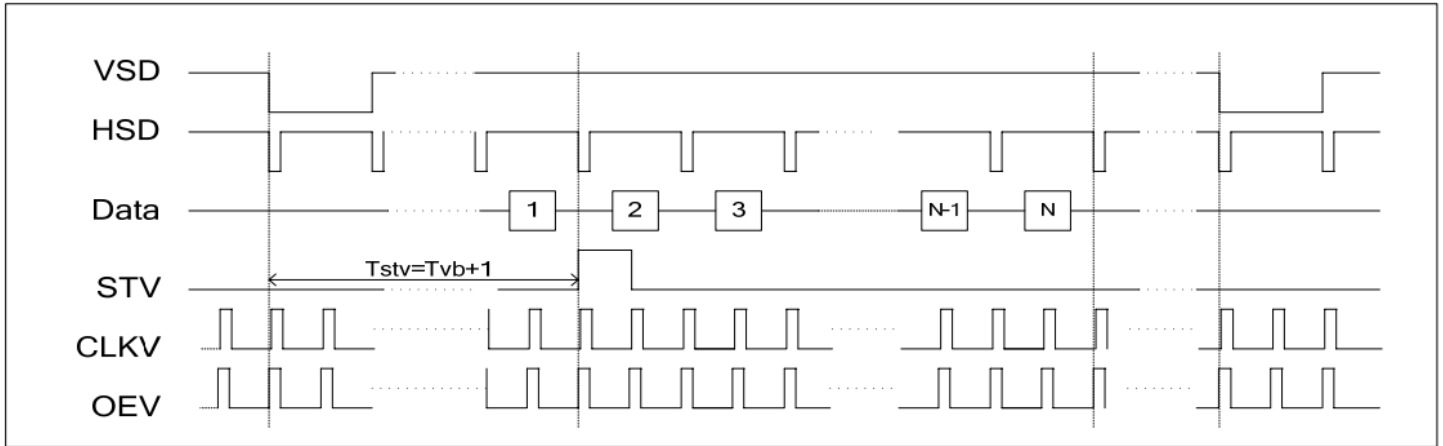 VSD
HSD
Data
1
2
3
N-1
N
Tstv=Tvb+1
STV
CLKV
OEV